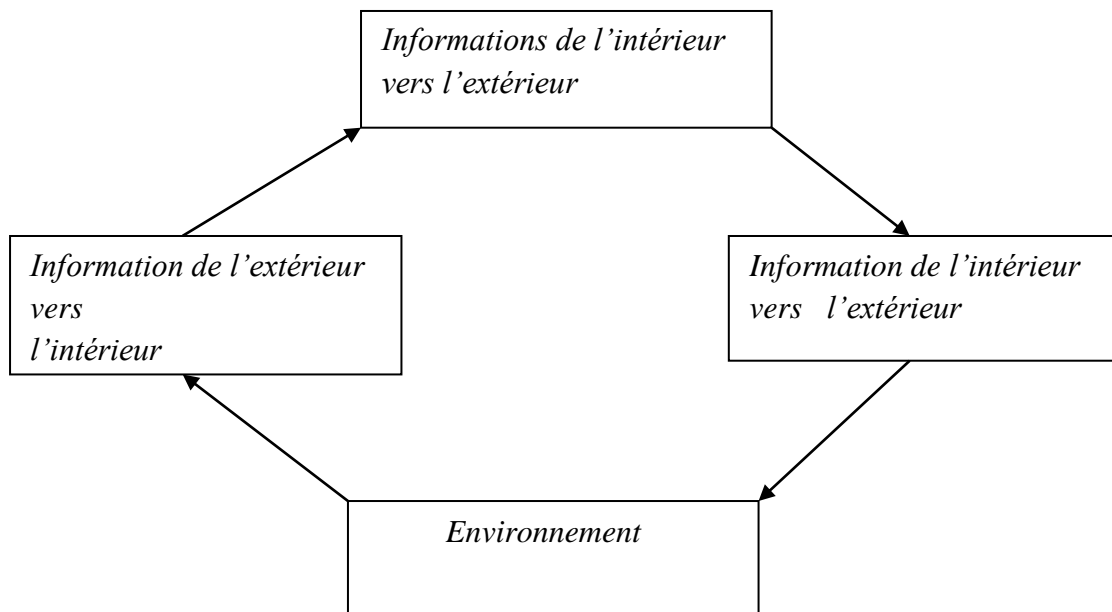 Informations de l’intérieur
vers l’extérieur
Information de l’extérieur
vers
l’intérieur
Information de l’intérieur
vers l’extérieur
Environnement